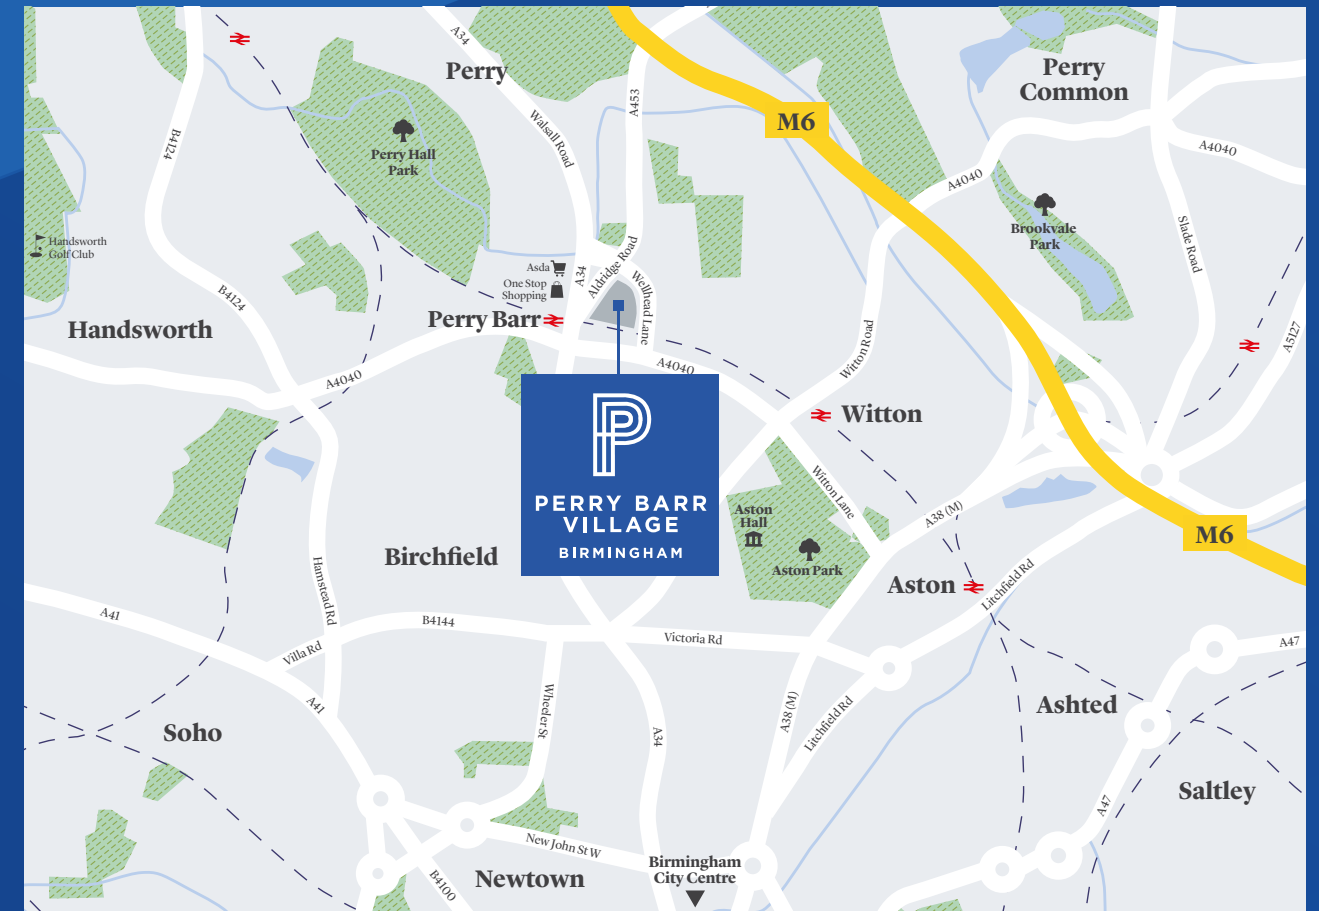 A34
Perry
A453
M6
Perry
Common
B4124
Walsall Road
Perry Hall
Park
A4040
A4040
Handsworth
Golf Club
Brookvale
Park
Slade Road
Asda
One Stop
Shopping
A34
Aldridge Road
Wellhead Lane
B4124
Handsworth
Perry Barr
Witton Road
A5127
A4040
A4040
Witton
PERRY BARR
VILLAGE
BIRMINGHAM
Witton Lane
Aston
Hall
A38 (M)
M6
Birchfield
Aston Park
Aston
Litchfield Rd
Hamstead Rd
A41
B4144
Victoria Rd
Villa Rd
A47
A41
Wheeler St
A34
A38 (M)
Litchfield Rd
Ashted
Soho
Saltley
A47
New John St W
Birmingham
City Centre
Newtown
B4100